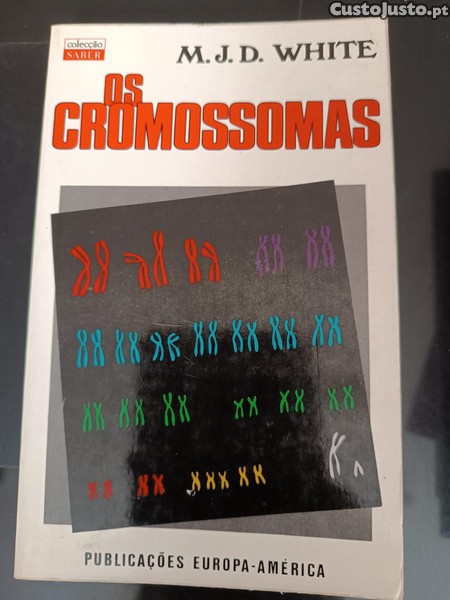 CustoJusto.pt
colecção
SABER
M. J. D. WHITE
OS
CROMOSSOMAS
PUBLICAÇÕES EUROPA-AMÉRICA